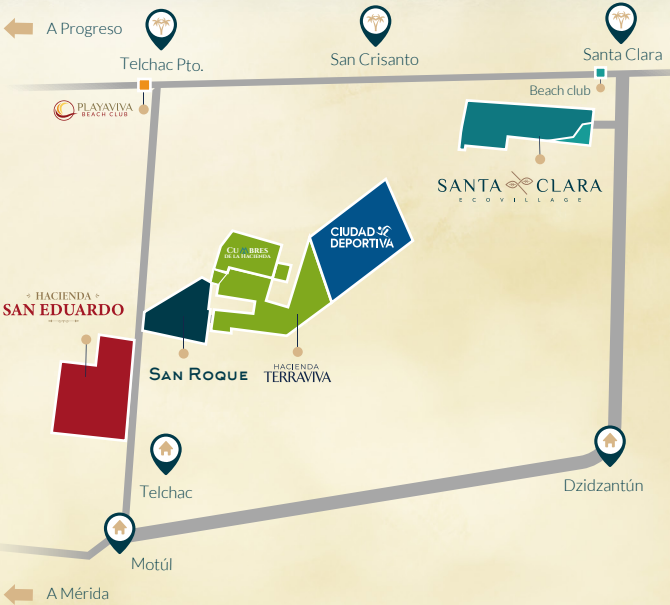 A Progreso
Telchac Pto.
San Crisanto
Santa Clara
PLAYAVIVA
BEACH CLUB
Beach club
SANTA CLARA
ECOVILLAGE
CIUDAD
DEPORTIVA
CUMBRES
DE LA HACIENDA
HACIENDA
SAN EDUARDO
SAN ROQUE
HACIENDA
TERRAVIVA
Telchac
Dzidzantún
Motúl
A Mérida